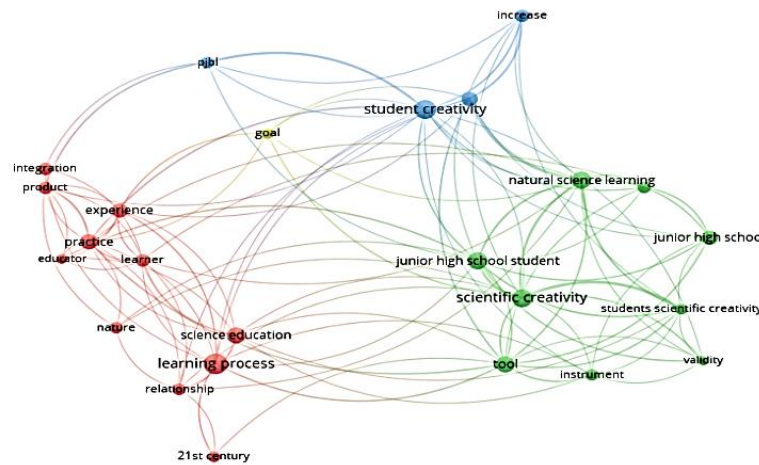 increase
pjbl
student creativity
goal
integration
product
natural science learning
experience
practice
junior high school
educator
learner
junior high school student
scientific creativity
students scientific creativity
nature
science education
learning process
tool
validity
instrument
relationship
21st century